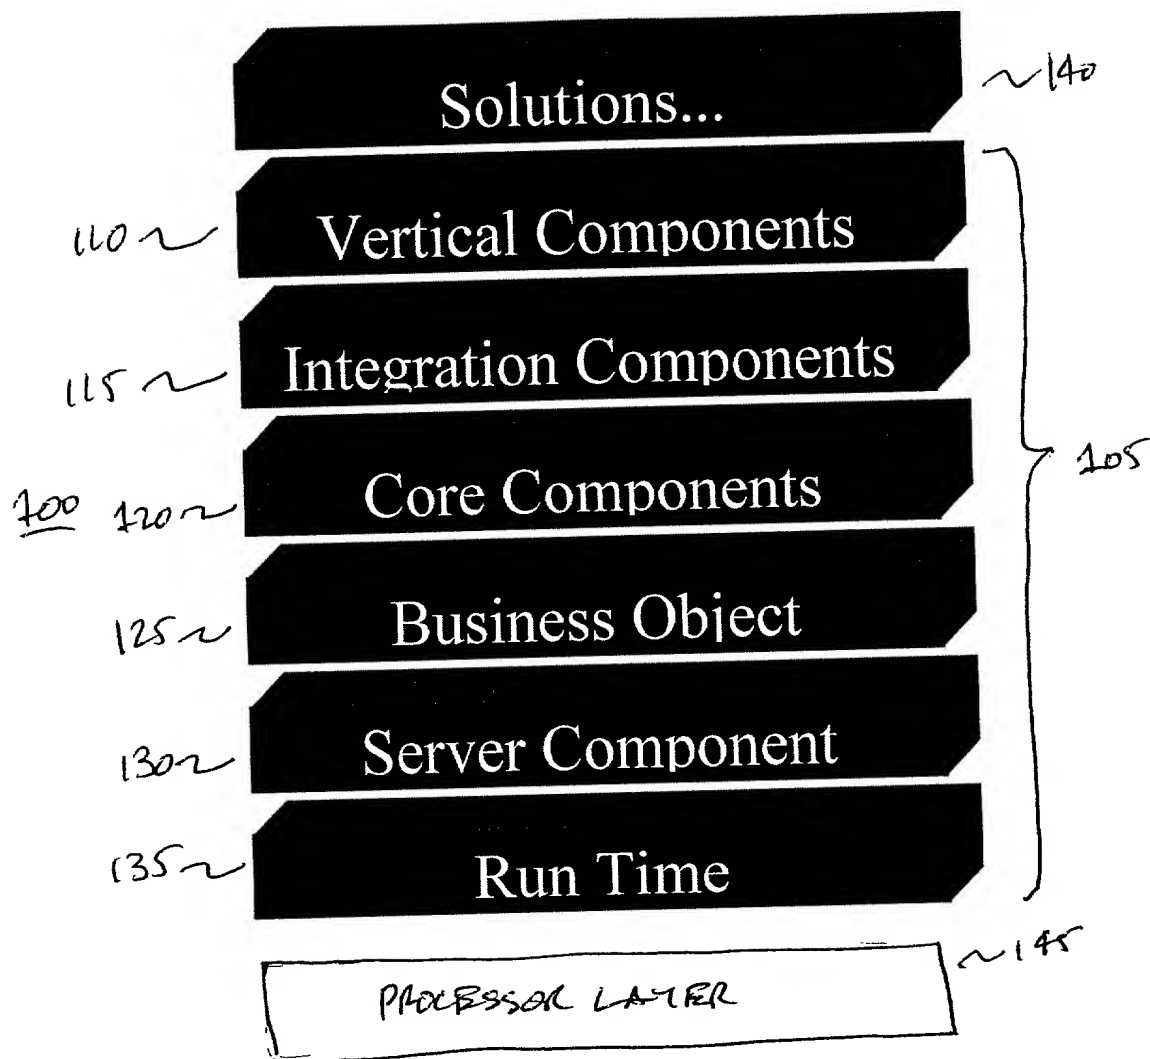 Solutions...
~140
110 ~
Vertical Components
115 ~
Integration Components
105
100
120 ~
Core Components
125 ~
Business Object
130 ~
Server Component
135 ~
Run Time
~145
PROCESSOR LAYER